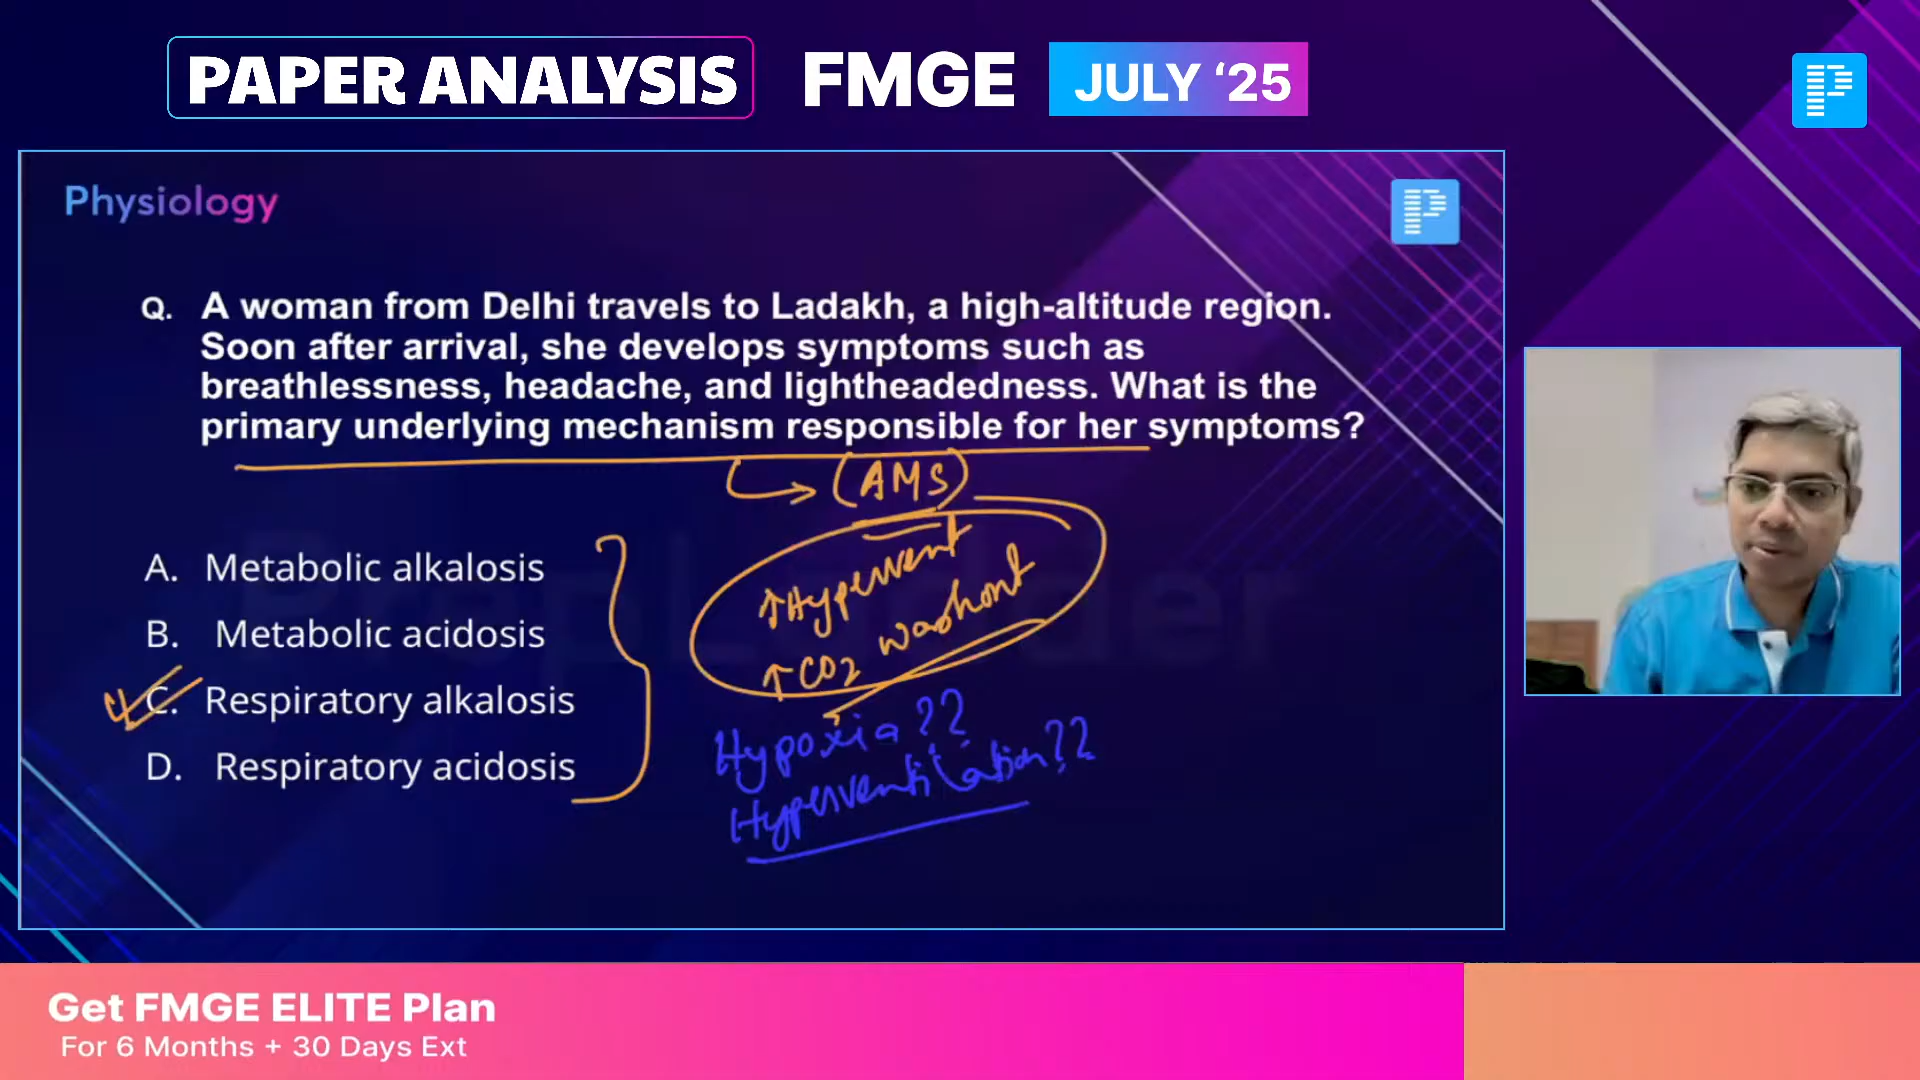 PAPER ANALYSIS FMGE JULY '25
Physiology
Q. A woman from Delhi travels to Ladakh, a high-altitude region.
Soon after arrival, she develops symptoms such as
breathlessness, headache, and lightheadedness. What is the
primary underlying mechanism responsible for her symptoms?
(AMS)
A. Metabolic alkalosis
B. Metabolic acidosis
C. Respiratory alkalosis
D. Respiratory acidosis
↑Hypervent
↑CO2 washout
Hypoxia??
Hyperventilation??
Get FMGE ELITE Plan
For 6 Months + 30 Days Ext